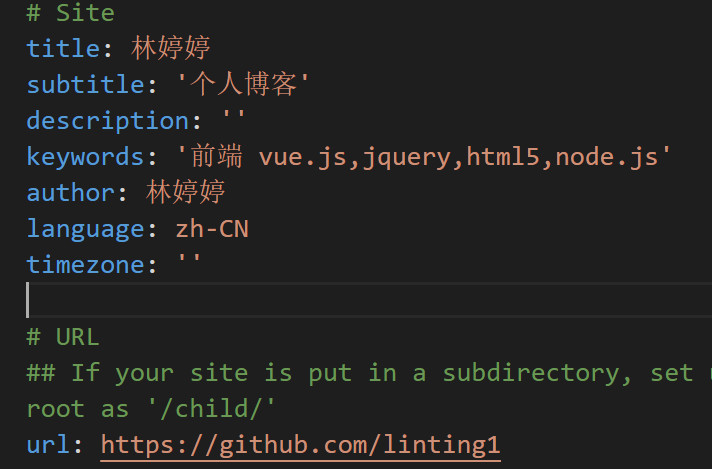 # Site
title: 林婷婷
subtitle: '个人博客'
description: ''
keywords: '前端 vue.js,jquery,html5,node.js'
author: 林婷婷
language: zh-CN
timezone: ''
# URL
## If your site is put in a subdirectory, set
root as '/child/'
url: https://github.com/linting1